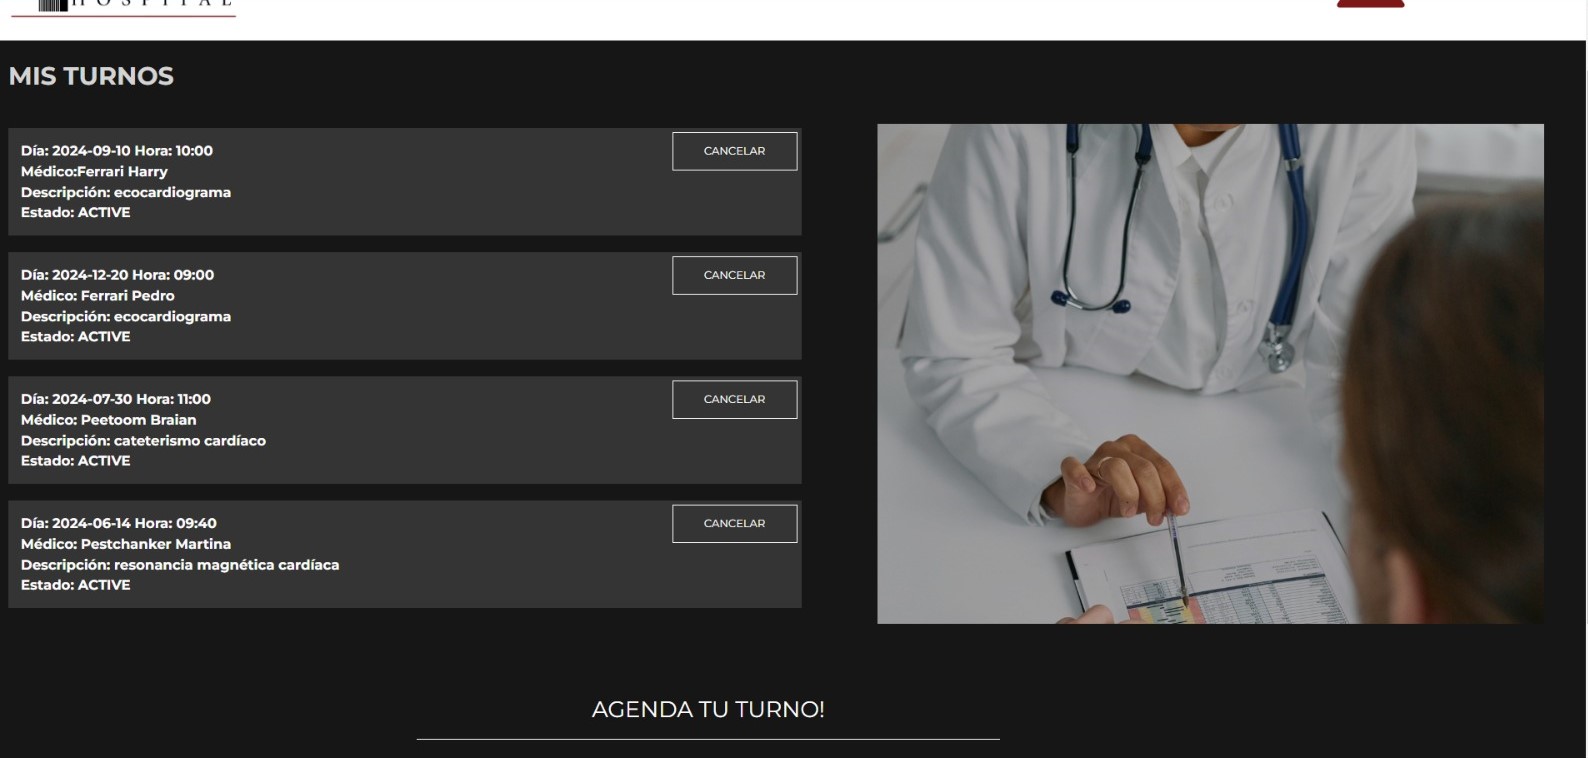 HOSPITAL
MIS TURNOS
Día: 2024-09-10 Hora: 10:00
Médico:Ferrari Harry
Descripción: ecocardiograma
Estado: ACTIVE
CANCELAR
Día: 2024-12-20 Hora: 09:00
Médico: Ferrari Pedro
Descripción: ecocardiograma
Estado: ACTIVE
CANCELAR
Día: 2024-07-30 Hora: 11:00
Médico: Peetoom Braian
Descripción: cateterismo cardíaco
Estado: ACTIVE
CANCELAR
Día: 2024-06-14 Hora: 09:40
Médico: Pestchanker Martina
Descripción: resonancia magnética cardíaca
Estado: ACTIVE
CANCELAR
AGENDA TU TURNO!